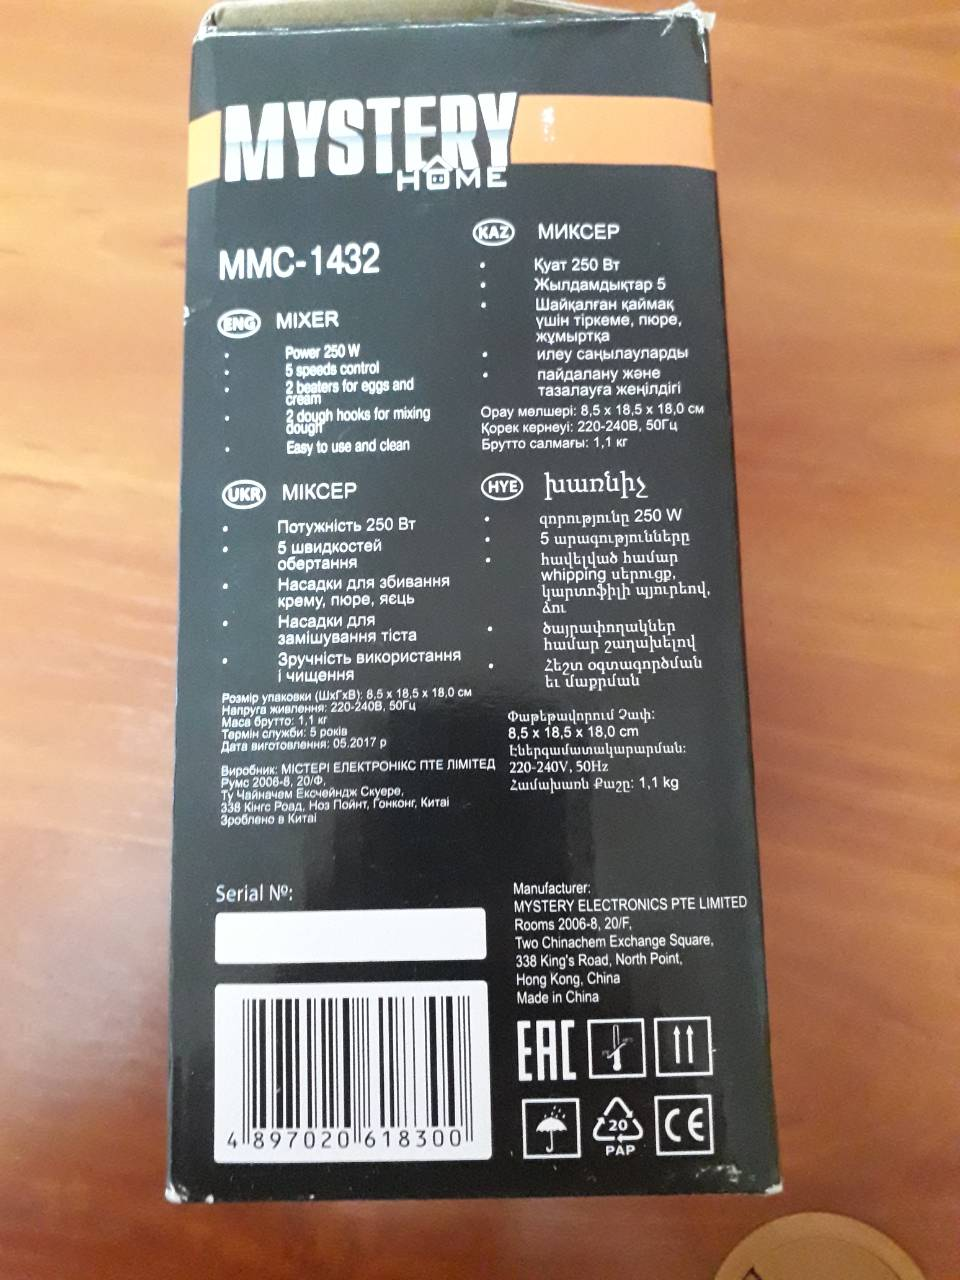 MYSTERY
HOME
MMC-1432
ENG MIXER
• Power 250 W
• 5 speeds control
• 2 beaters for eggs and
cream
• 2 dough hooks for mixing
dough
• Easy to use and clean
UKR МІКСЕР
• Потужність 250 Вт
• 5 швидкостей
обертання
• Насадки для збивання
крему, пюре, яєць
• Насадки для
замішування тіста
• Зручність використання
і чищення
Розмір упаковки (ШхГхВ): 8,5 x 18,5 x 18,0 см
Напруга живлення: 220-240В, 50Гц
Маса брутто: 1,1 кг
Термін служби: 5 років
Дата виготовлення: 05.2017 р
Виробник: МІСТЕРІ ЕЛЕКТРОНІКС ПТЕ ЛІМІТЕД
Румс 2006-8, 20/Ф,
Ту Чайначем Ексчейндж Скуере,
338 Кінгс Роад, Ноз Пойнт, Гонконг, Китаі
Зроблено в Китаі
KAZ МИКСЕР
• Қуат 250 Вт
• Жылдамдықтар 5
• Шайқалған қаймақ
үшін тіркеме, пюре,
жұмыртқа
• илеу саңылауларды
• пайдалану және
тазалауға жеңілдігі
Орау мөлшері: 8,5 x 18,5 x 18,0 см
Қорек көрнеуі: 220-240В, 50Гц
Брутто салмағы: 1,1 кг
HYE խառնիչ
• զորությունը 250 W
• 5 արագությունները
• հավելված համար
whipping սերուցք,
կարտոֆիլի պյուրեով,
ձու
• ծայրափողակներ
համար շաղախելով
• Հեշտ օգտագործման
եւ մաքրման
Փաթեթավորում Չափ:
8,5 x 18,5 x 18,0 cm
Էներգամատակարարման:
220-240V, 50Hz
Համախառն Քաշը: 1,1 kg
Serial Nº:
4 897020 618300
Manufacturer:
MYSTERY ELECTRONICS PTE LIMITED
Rooms 2006-8, 20/F,
Two Chinachem Exchange Square,
338 King's Road, North Point,
Hong Kong, China
Made in China
EAC
20
PAP
CE